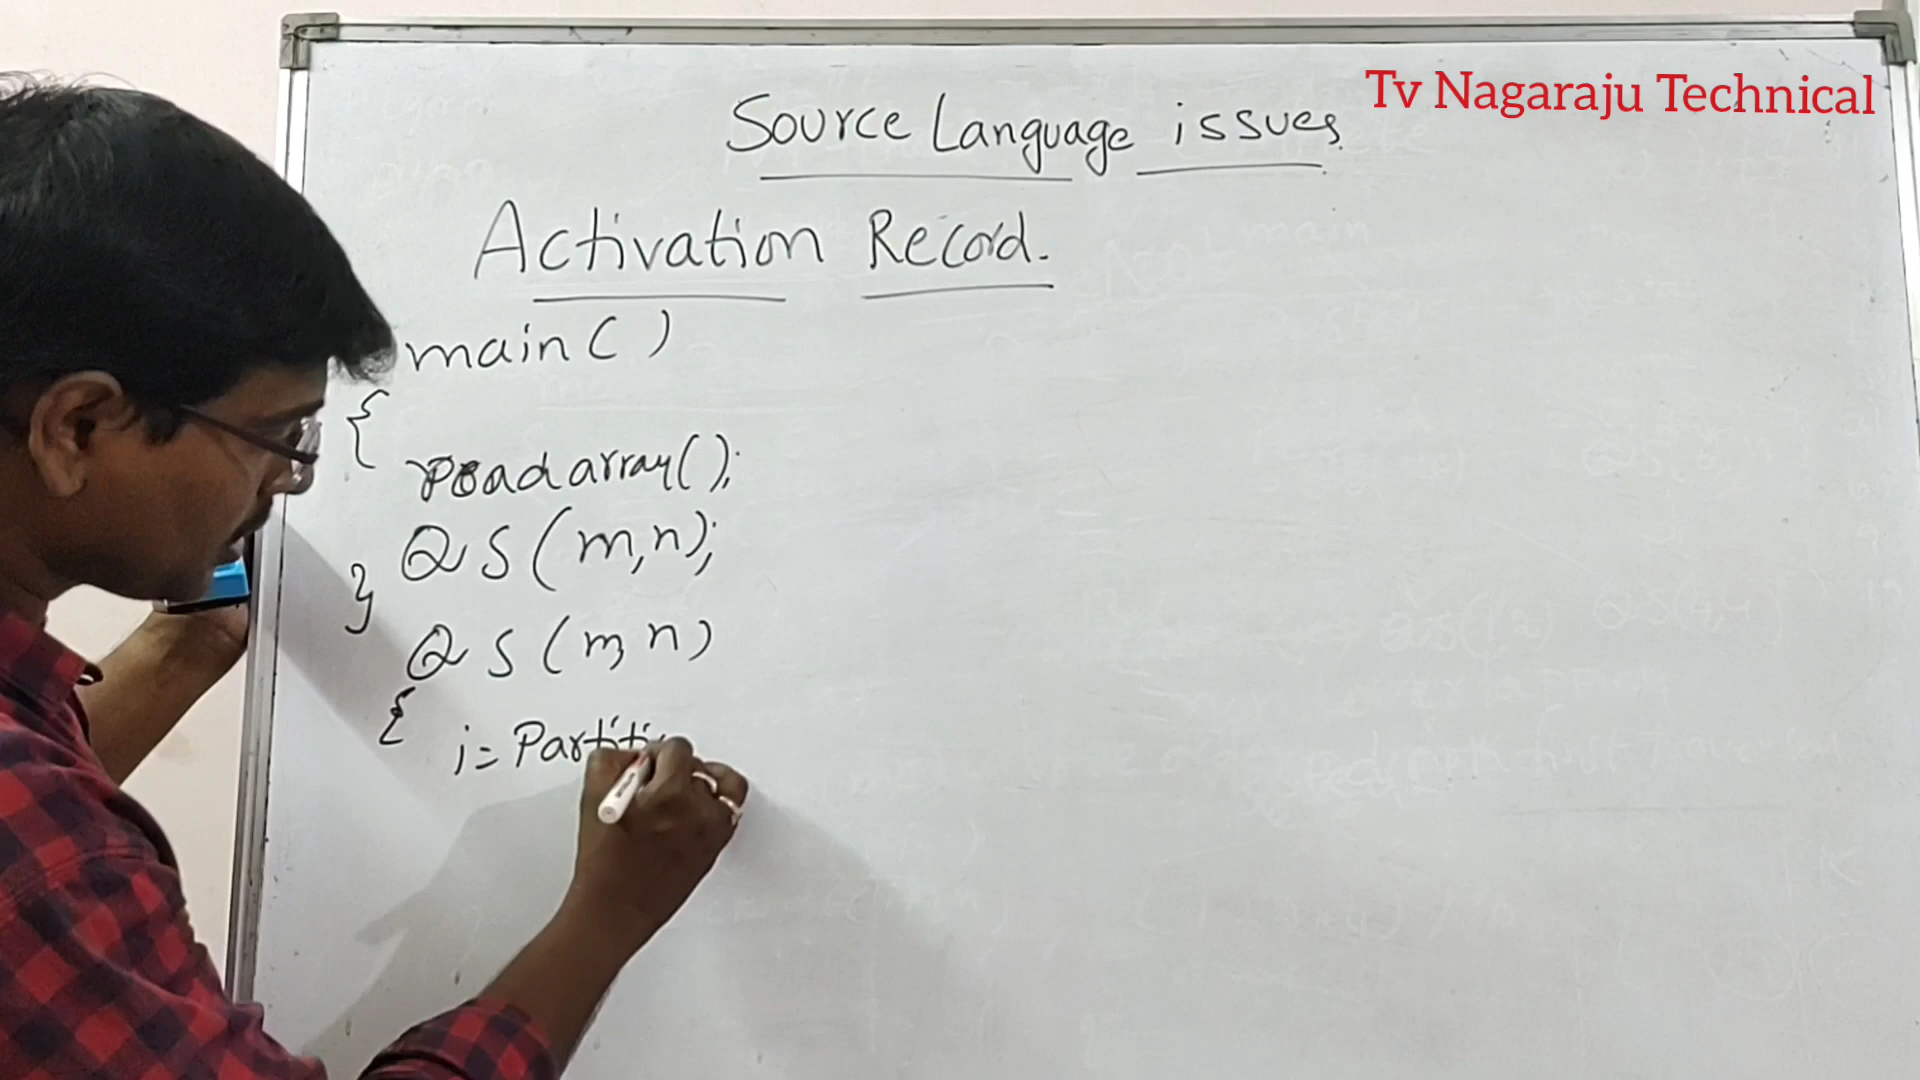 Tv Nagaraju Technical
Source Language issues
Activation Record.
main( )
{
readarray( );
QS(m,n);
}
QS(m,n)
{
i= Partiti